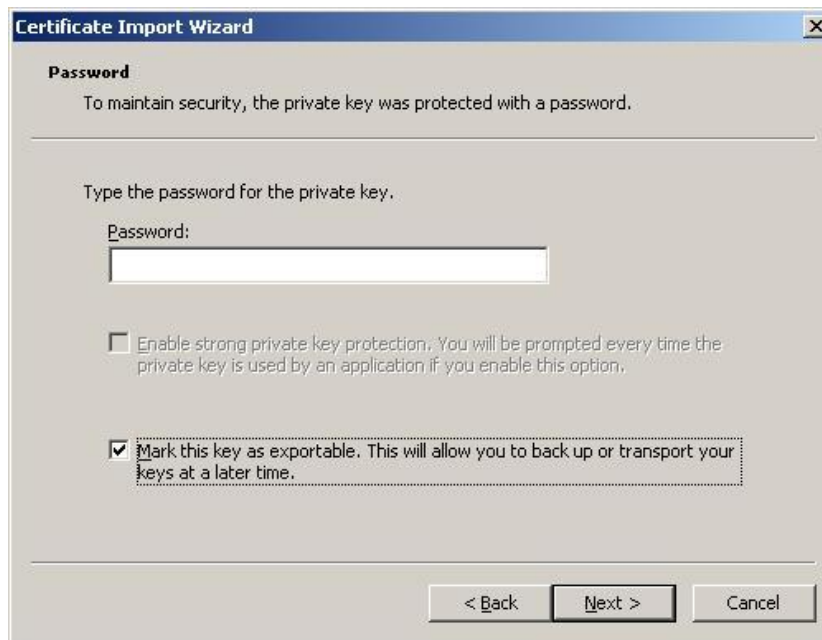 Certificate Import Wizard
Password
To maintain security, the private key was protected with a password.
Type the password for the private key.
Password:
Enable strong private key protection. You will be prompted every time the
private key is used by an application if you enable this option.
Mark this key as exportable. This will allow you to back up or transport your
keys at a later time.
< Back Next > Cancel